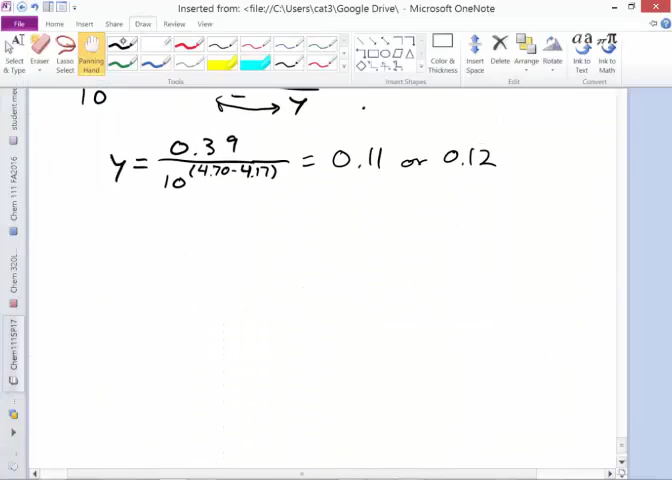 Inserted from: <file://C:\Users\cat3\Google Drive\ - Microsoft OneNote
File Home Insert Draw History Review View
Select & Type
Eraser
Lasso Select
Panning Hand
Color & Thickness
Insert Space
Delete
Arrange
Rotate
Ink to Text
Ink to Math
Tools
Insert Shapes
Edit
Convert
student.med
Chem 111 FA2016
Chem 320L
Chem111SP17
10 y
y = 0.39 / 10^(4.70-4.17) = 0.11 or 0.12